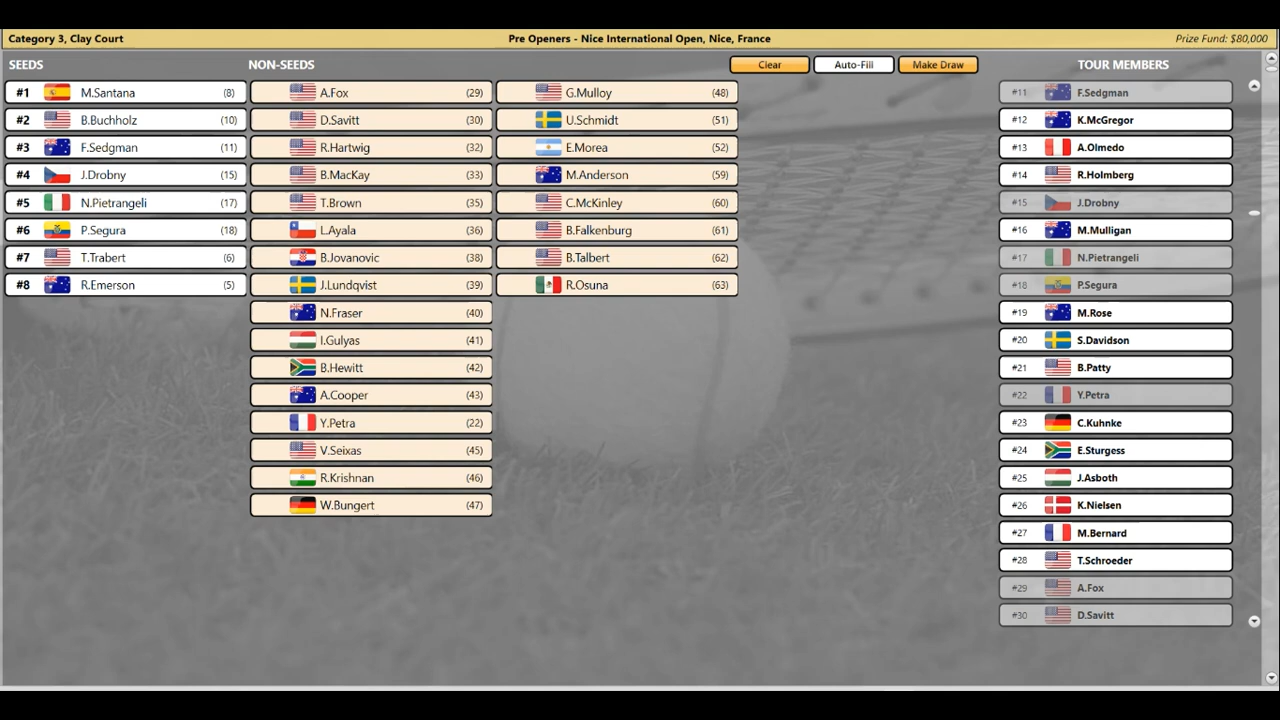 Category 3, Clay Court Pre Openers - Nice International Open, Nice, France Prize Fund: $80,000
SEEDS NON-SEEDS Clear Auto-Fill Make Draw TOUR MEMBERS
#1 M.Santana (8) A.Fox (29) G.Mulloy (48) #11 F.Sedgman
#2 B.Buchholz (10) D.Savitt (30) U.Schmidt (51) #12 K.McGregor
#3 F.Sedgman (11) R.Hartwig (32) E.Morea (52) #13 A.Olmedo
#4 J.Drobny (15) B.MacKay (33) M.Anderson (59) #14 R.Holmberg
#5 N.Pietrangeli (17) T.Brown (35) C.McKinley (60) #15 J.Drobny
#6 P.Segura (18) L.Ayala (36) B.Falkenburg (61) #16 M.Mulligan
#7 T.Trabert (6) B.Jovanovic (38) B.Talbert (62) #17 N.Pietrangeli
#8 R.Emerson (5) J.Lundqvist (39) R.Osuna (63) #18 P.Segura
N.Fraser (40) #19 M.Rose
I.Gulyas (41) #20 S.Davidson
B.Hewitt (42) #21 B.Patty
A.Cooper (43) #22 Y.Petra
Y.Petra (22) #23 C.Kuhnke
V.Seixas (45) #24 E.Sturgess
R.Krishnan (46) #25 J.Asboth
W.Bungert (47) #26 K.Nielsen
#27 M.Bernard
#28 T.Schroeder
#29 A.Fox
#30 D.Savitt